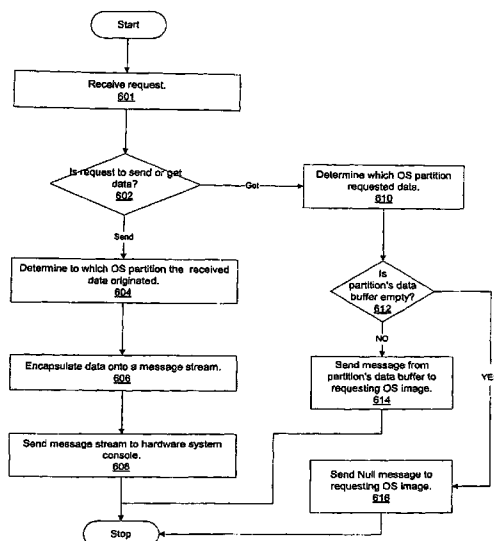 Start
Receive request.
601
Is request to send or get
data?
602
Get
Determine which OS partition
requested data.
610
Send
Determine to which OS partition the received
data originated.
604
Is
partition's data
buffer empty?
612
NO
YE
Encapsulate data onto a message stream.
606
Send message from
partition's data buffer to
requesting OS image.
614
Send message stream to hardware system
console.
608
Send Null message to
requesting OS image.
616
Stop